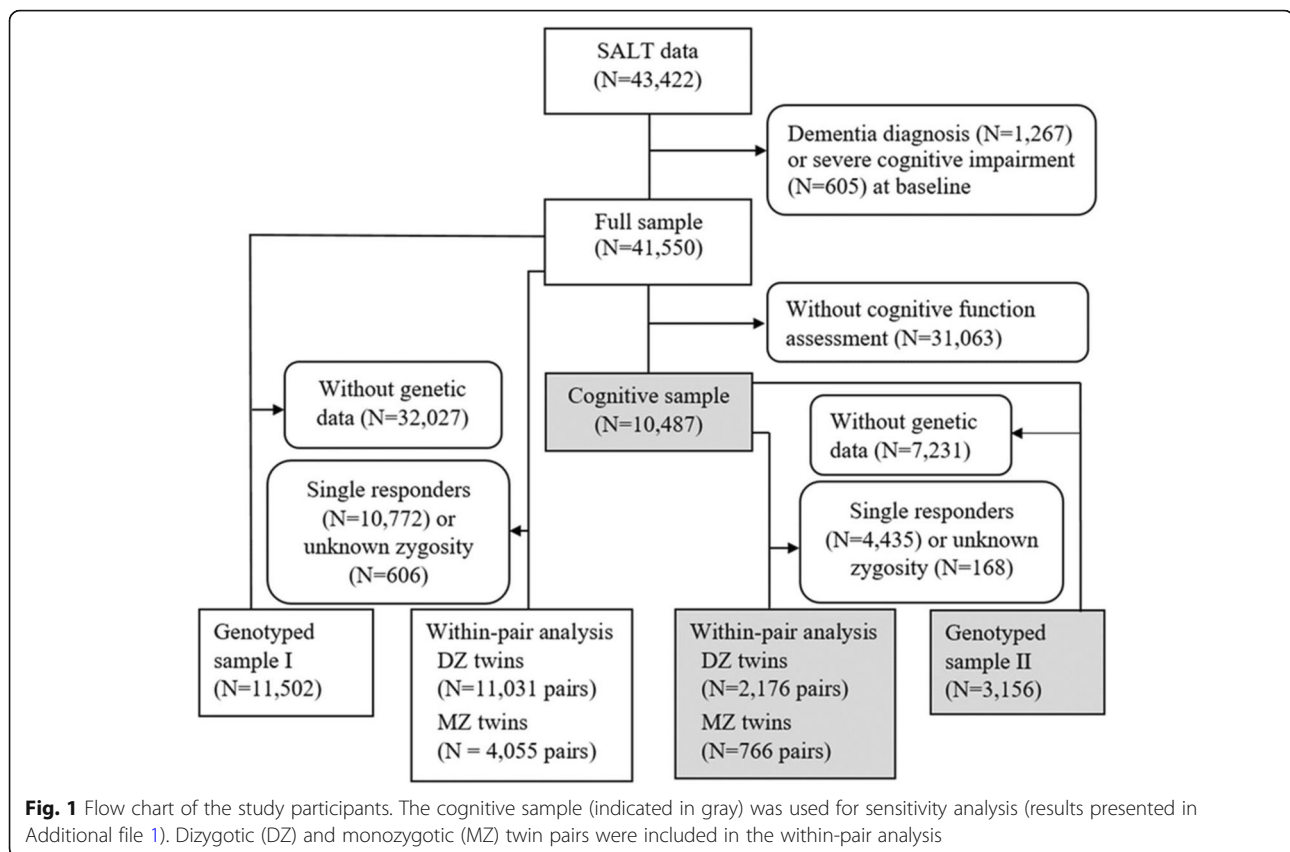 SALT data
(N=43,422)
Dementia diagnosis (N=1,267)
or severe cognitive impairment
(N=605) at baseline
Full sample
(N=41,550)
Without cognitive function
assessment (N=31,063)
Without genetic
data (N=32,027)
Cognitive sample
(N=10,487)
Without genetic
data (N=7,231)
Single responders
(N=10,772) or
unknown zygosity
(N=606)
Single responders
(N=4,435) or unknown
zygosity (N=168)
Genotyped
sample I
(N=11,502)
Within-pair analysis
DZ twins
(N=11,031 pairs)
MZ twins
(N = 4,055 pairs)
Within-pair analysis
DZ twins
(N=2,176 pairs)
MZ twins
(N=766 pairs)
Genotyped
sample II
(N=3,156)
Fig. 1 Flow chart of the study participants. The cognitive sample (indicated in gray) was used for sensitivity analysis (results presented in
Additional file 1). Dizygotic (DZ) and monozygotic (MZ) twin pairs were included in the within-pair analysis